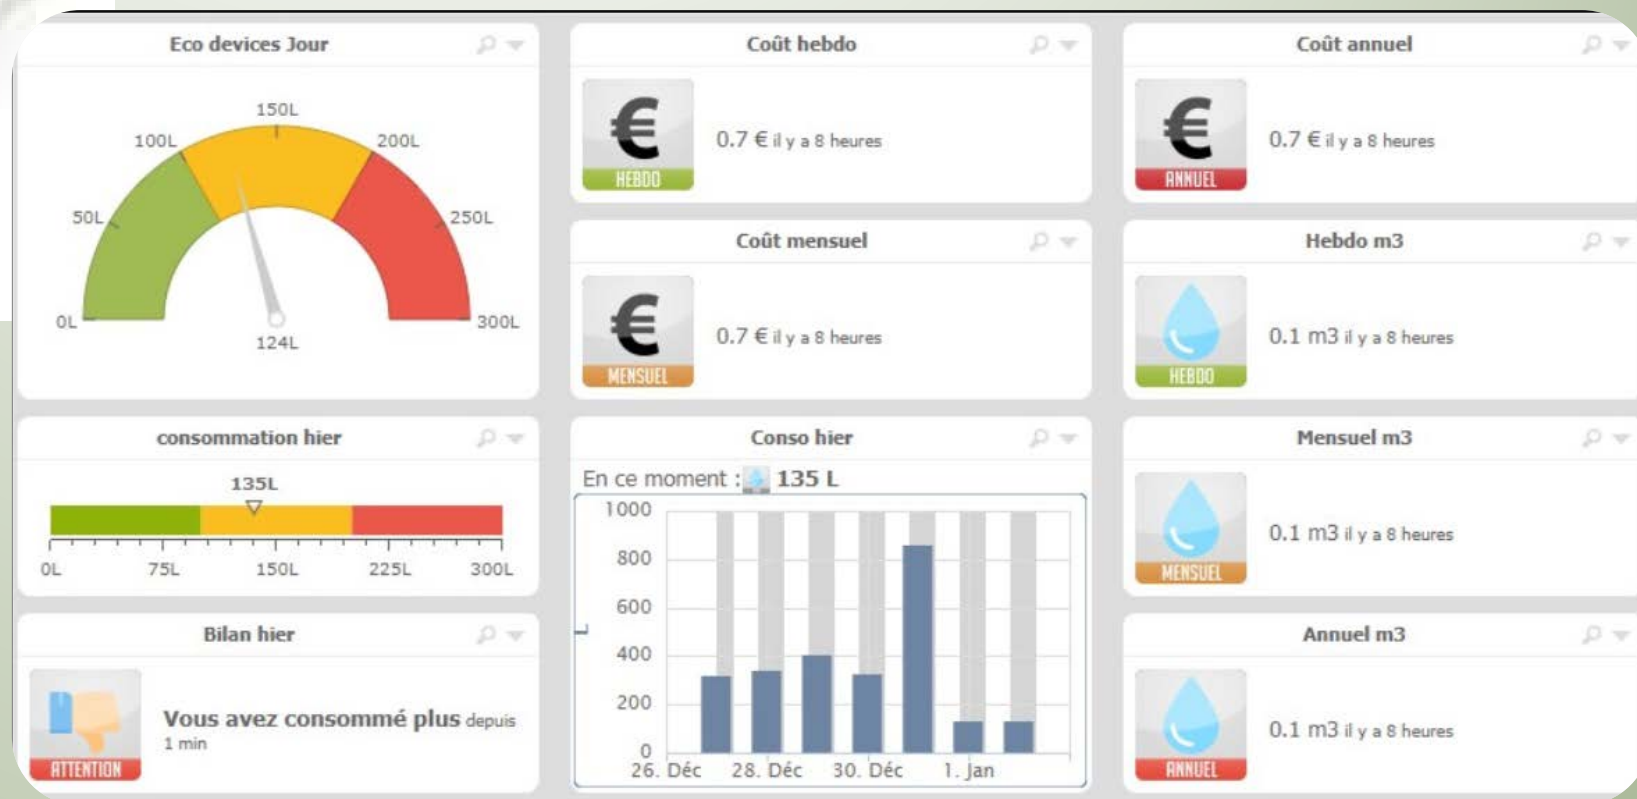 Eco devices Jour
150L
100L
200L
50L
250L
0L
300L
124L
consommation hier
135L
0L 75L 150L 225L 300L
Bilan hier
Vous avez consommé plus depuis
1 min
ATTENTION
Coût hebdo
0.7 € il y a 8 heures
€
HEBDO
Coût mensuel
0.7 € il y a 8 heures
€
MENSUEL
Conso hier
En ce moment : 135 L
1000
800
600
L
400
200
0
26. Déc 28. Déc 30. Déc 1. Jan
Coût annuel
0.7 € il y a 8 heures
€
ANNUEL
Hebdo m3
0.1 m3 il y a 8 heures
HEBDO
Mensuel m3
0.1 m3 il y a 8 heures
MENSUEL
Annuel m3
0.1 m3 il y a 8 heures
ANNUEL